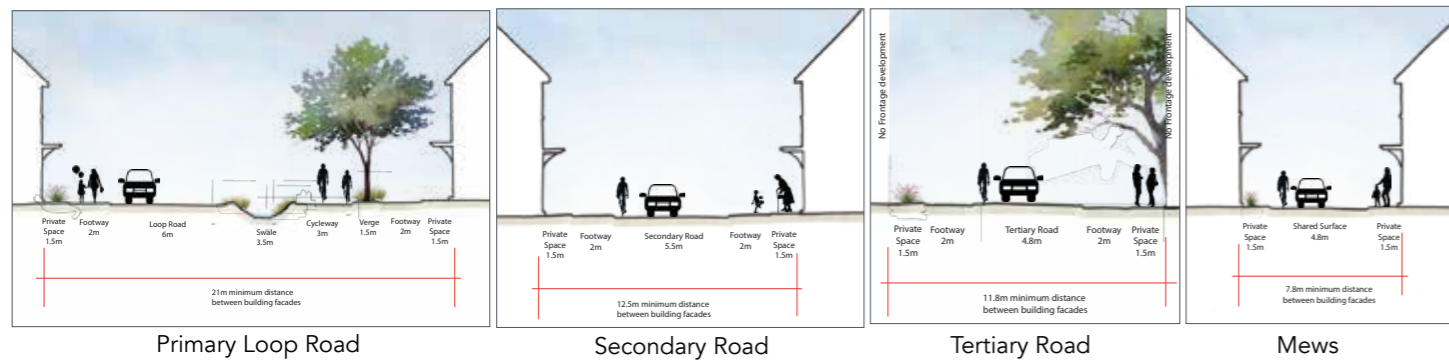 Private
Space
1.5m
Footway
2m
Loop Road
6m
Swale
3.5m
Cycleway
3m
Verge
1.5m
Footway
2m
Private
Space
1.5m
21m minimum distance
between building facades
Primary Loop Road
Private
Space
1.5m
Footway
2m
Secondary Road
5.5m
Footway
2m
Private
Space
1.5m
12.5m minimum distance
between building facades
Secondary Road
No Frontage development
No Frontage development
Private
Space
1.5m
Footway
2m
Tertiary Road
4.8m
Footway
2m
Private
Space
1.5m
11.8m minimum distance
between building facades
Tertiary Road
Private
Space
1.5m
Shared Surface
4.8m
Private
Space
1.5m
7.8m minimum distance
between building facades
Mews